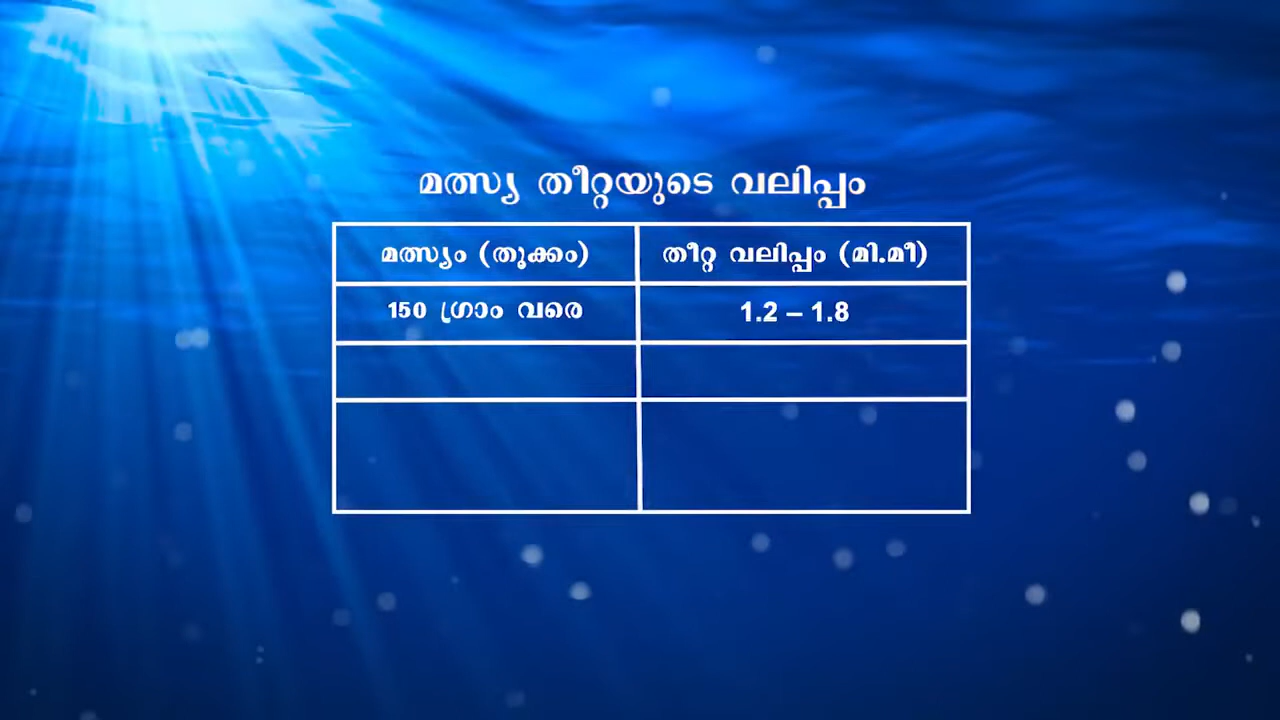 മത്സ്യ തീറ്റയുടെ വലിപ്പം
മത്സ്യം (തൂക്കം) തീറ്റ വലിപ്പം (മി.മീ)
150 ഗ്രാം വരെ 1.2 – 1.8